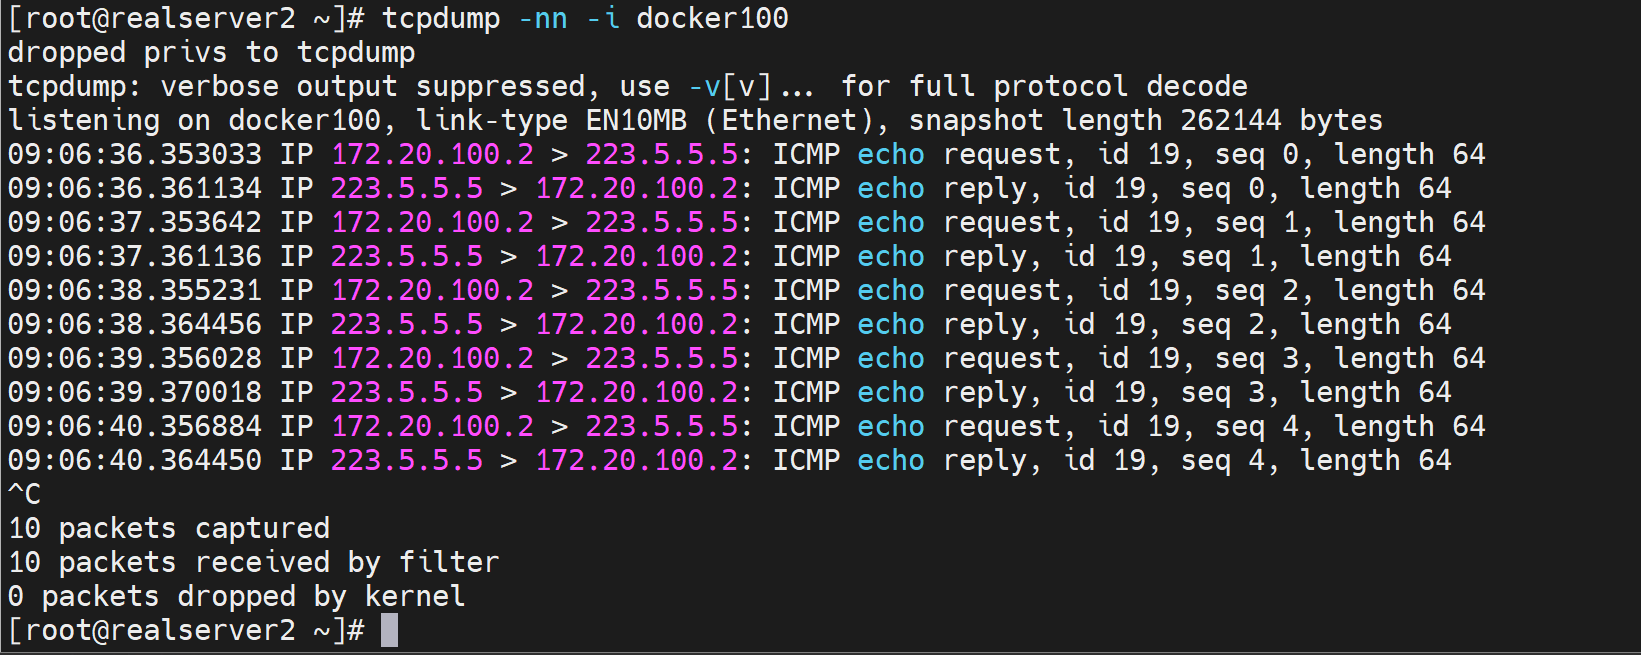 [root@realserver2 ~]# tcpdump -nn -i docker100
dropped privs to tcpdump
tcpdump: verbose output suppressed, use -v[v]... for full protocol decode
listening on docker100, link-type EN10MB (Ethernet), snapshot length 262144 bytes
09:06:36.353033 IP 172.20.100.2 > 223.5.5.5: ICMP echo request, id 19, seq 0, length 64
09:06:36.361134 IP 223.5.5.5 > 172.20.100.2: ICMP echo reply, id 19, seq 0, length 64
09:06:37.353642 IP 172.20.100.2 > 223.5.5.5: ICMP echo request, id 19, seq 1, length 64
09:06:37.361136 IP 223.5.5.5 > 172.20.100.2: ICMP echo reply, id 19, seq 1, length 64
09:06:38.355231 IP 172.20.100.2 > 223.5.5.5: ICMP echo request, id 19, seq 2, length 64
09:06:38.364456 IP 223.5.5.5 > 172.20.100.2: ICMP echo reply, id 19, seq 2, length 64
09:06:39.356028 IP 172.20.100.2 > 223.5.5.5: ICMP echo request, id 19, seq 3, length 64
09:06:39.370018 IP 223.5.5.5 > 172.20.100.2: ICMP echo reply, id 19, seq 3, length 64
09:06:40.356884 IP 172.20.100.2 > 223.5.5.5: ICMP echo request, id 19, seq 4, length 64
09:06:40.364450 IP 223.5.5.5 > 172.20.100.2: ICMP echo reply, id 19, seq 4, length 64
^C
10 packets captured
10 packets received by filter
0 packets dropped by kernel
[root@realserver2 ~]#